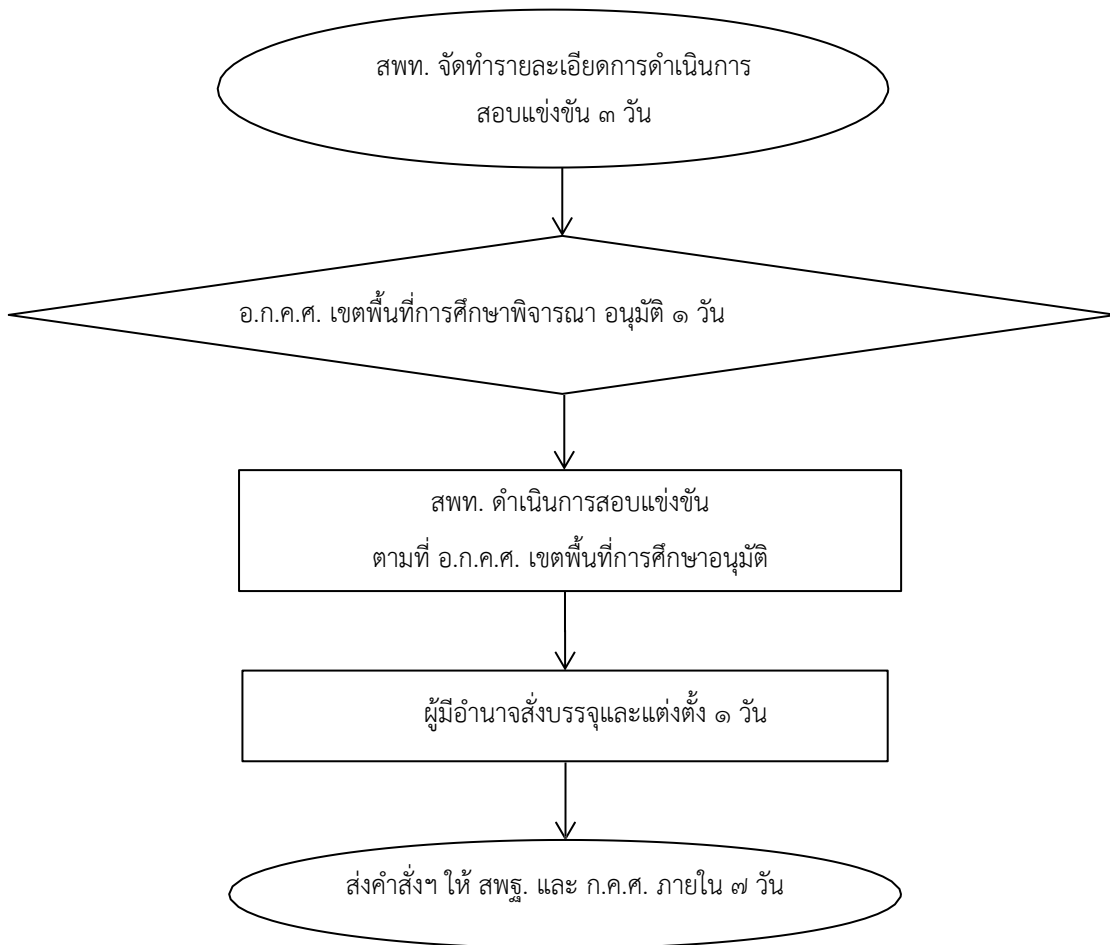 สพท. จัดทำรายละเอียดการดำเนินการ
สอบแข่งขัน ๓ วัน
อ.ก.ค.ศ. เขตพื้นที่การศึกษาพิจารณา อนุมัติ ๑ วัน
สพท. ดำเนินการสอบแข่งขัน
ตามที่ อ.ก.ค.ศ. เขตพื้นที่การศึกษาอนุมัติ
ผู้มีอำนาจสั่งบรรจุและแต่งตั้ง ๑ วัน
ส่งคำสั่งฯ ให้ สพฐ. และ ก.ค.ศ. ภายใน ๗ วัน